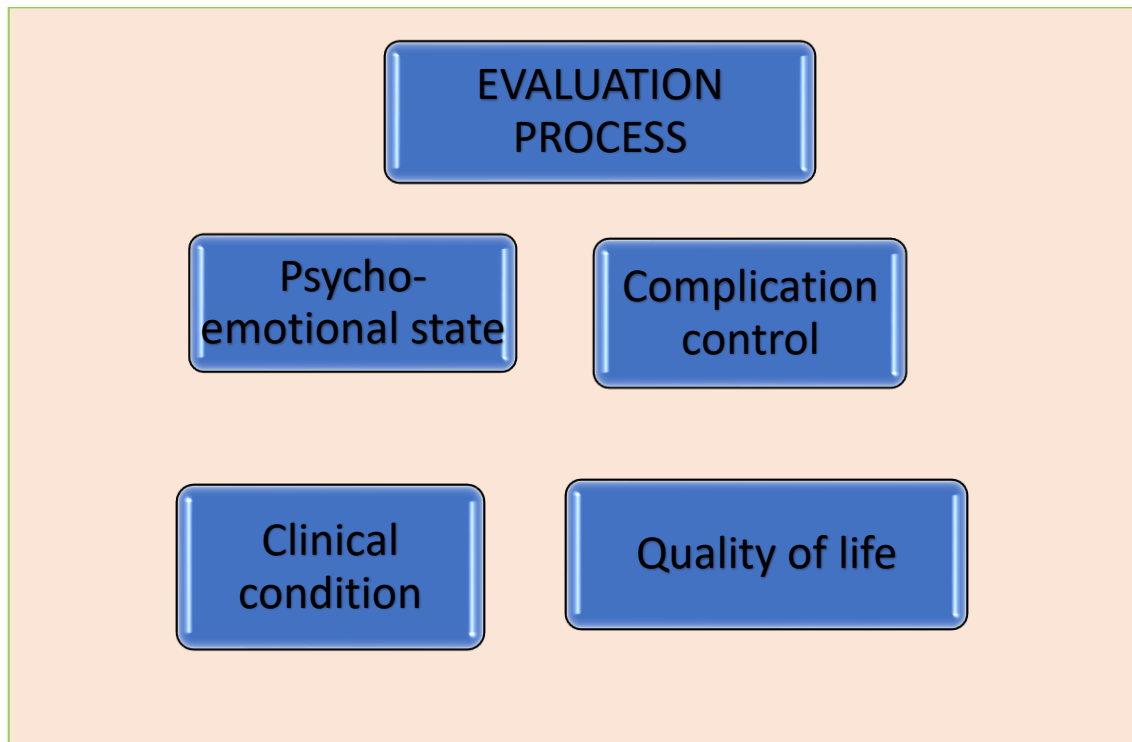 EVALUATION
PROCESS
Psycho-
emotional state
Complication
control
Clinical
condition
Quality of life